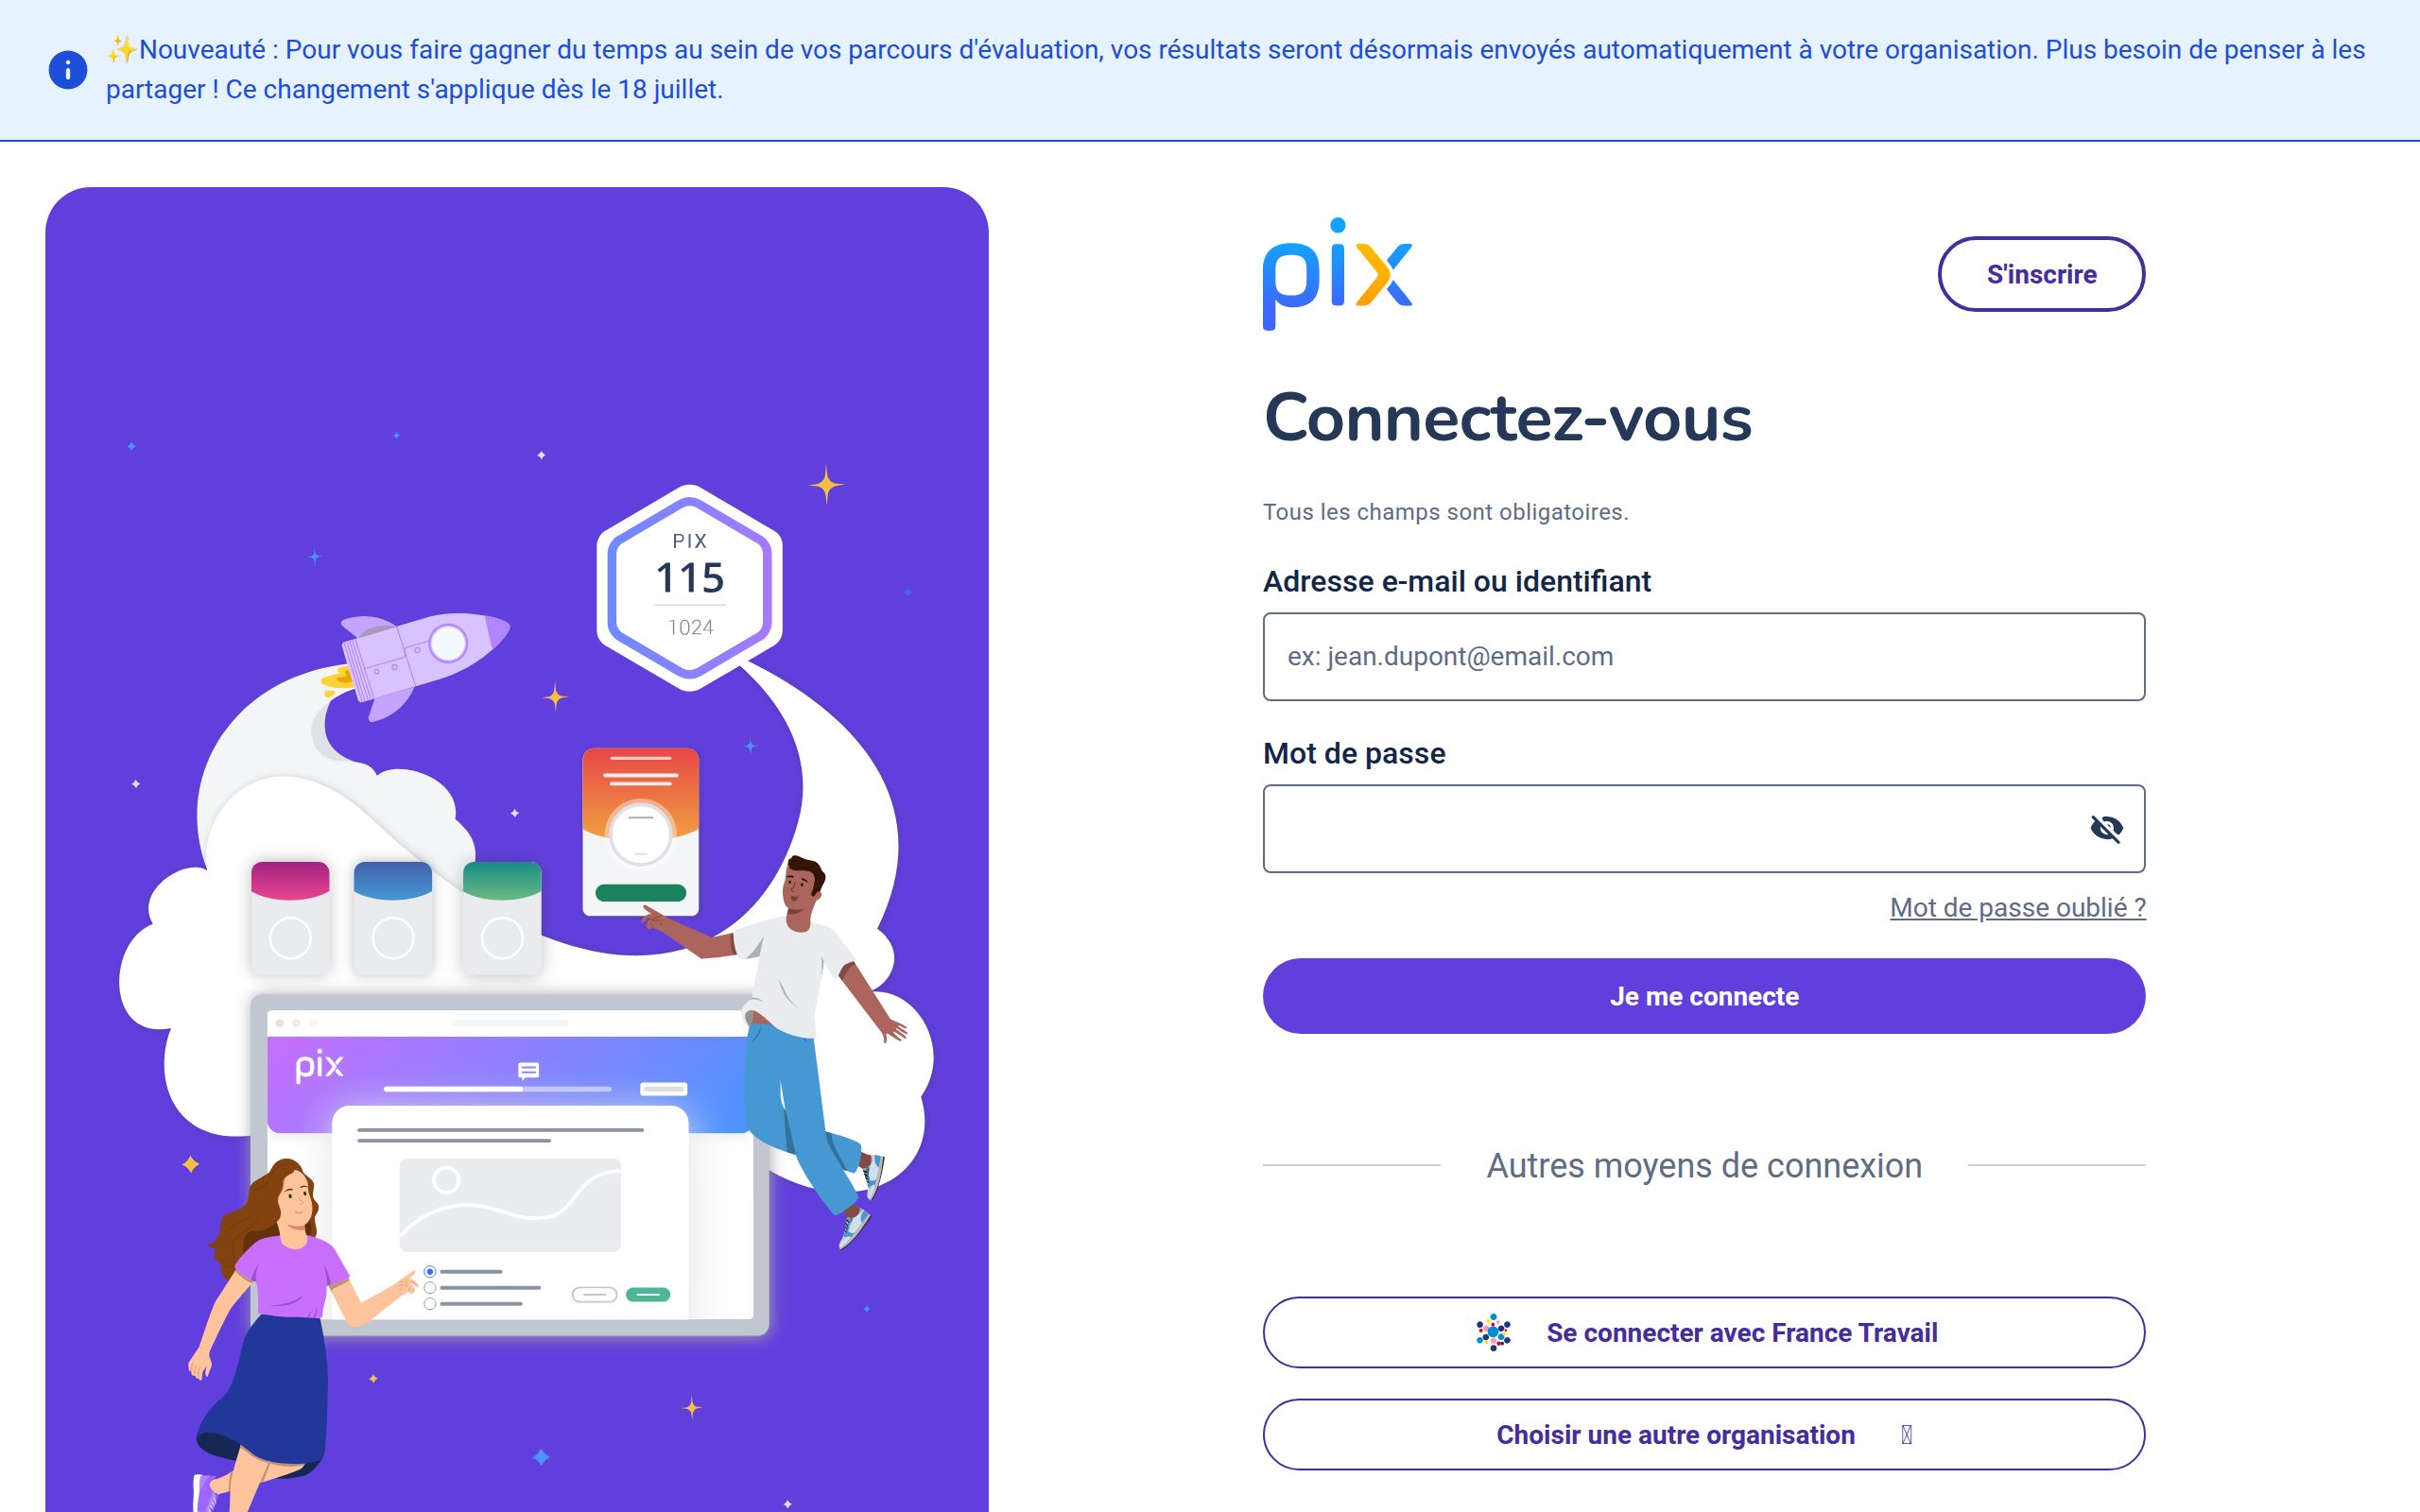 ✨Nouveauté : Pour vous faire gagner du temps au sein de vos parcours d'évaluation, vos résultats seront désormais envoyés automatiquement à votre organisation. Plus besoin de penser à les
partager ! Ce changement s'applique dès le 18 juillet.
pix
S'inscrire
Connectez-vous
Tous les champs sont obligatoires.
Adresse e-mail ou identifiant
ex: jean.dupont@email.com
Mot de passe
Mot de passe oublié ?
Je me connecte
Autres moyens de connexion
Se connecter avec France Travail
Choisir une autre organisation
PIX
115
1024
pix